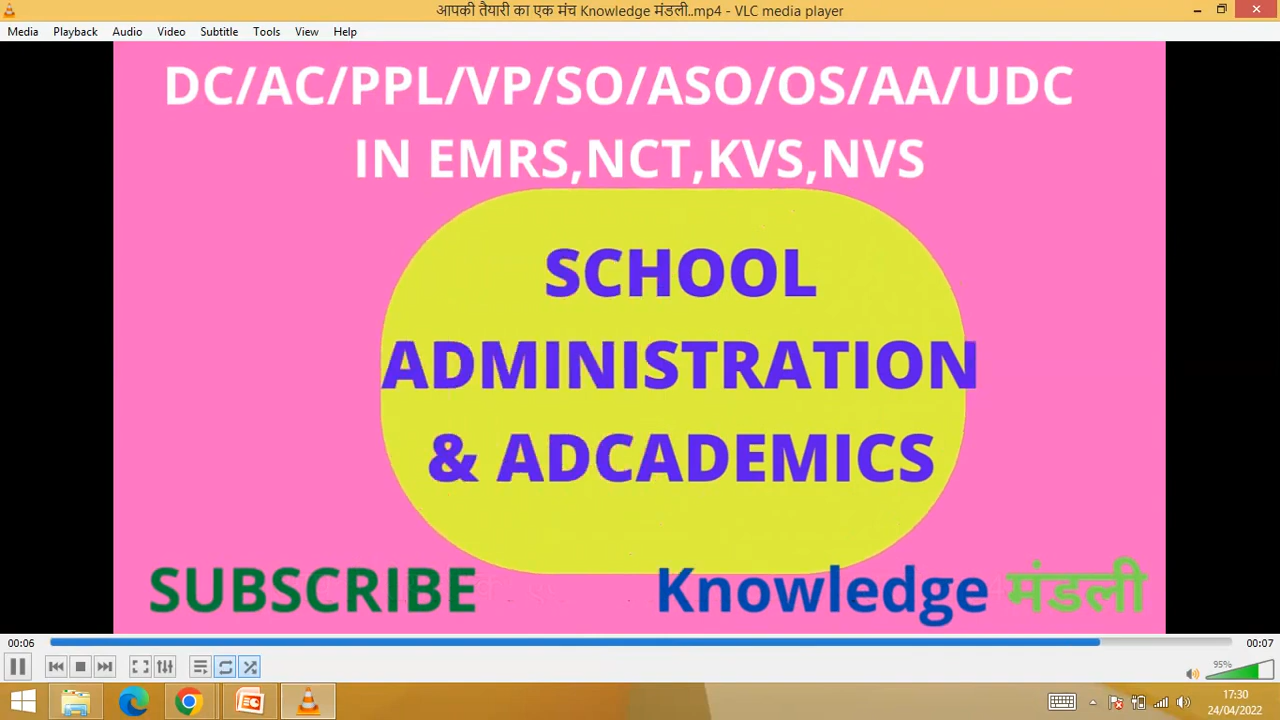 आपकी तैयारी का एक मंच Knowledge मंडली..mp4 - VLC media player
Media Playback Audio Video Subtitle Tools View Help
DC/AC/PPL/VP/SO/ASO/OS/AA/UDC
IN EMRS,NCT,KVS,NVS
SCHOOL
ADMINISTRATION
& ADCADEMICS
SUBSCRIBE Knowledge मंडली
00:06 00:07
95%
17:30
24/04/2022